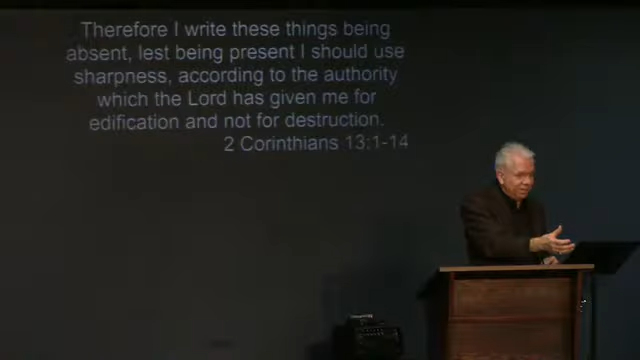 Therefore I write these things being
absent, lest being present I should use
sharpness, according to the authority
which the Lord has given me for
edification and not for destruction.
2 Corinthians 13:1-14